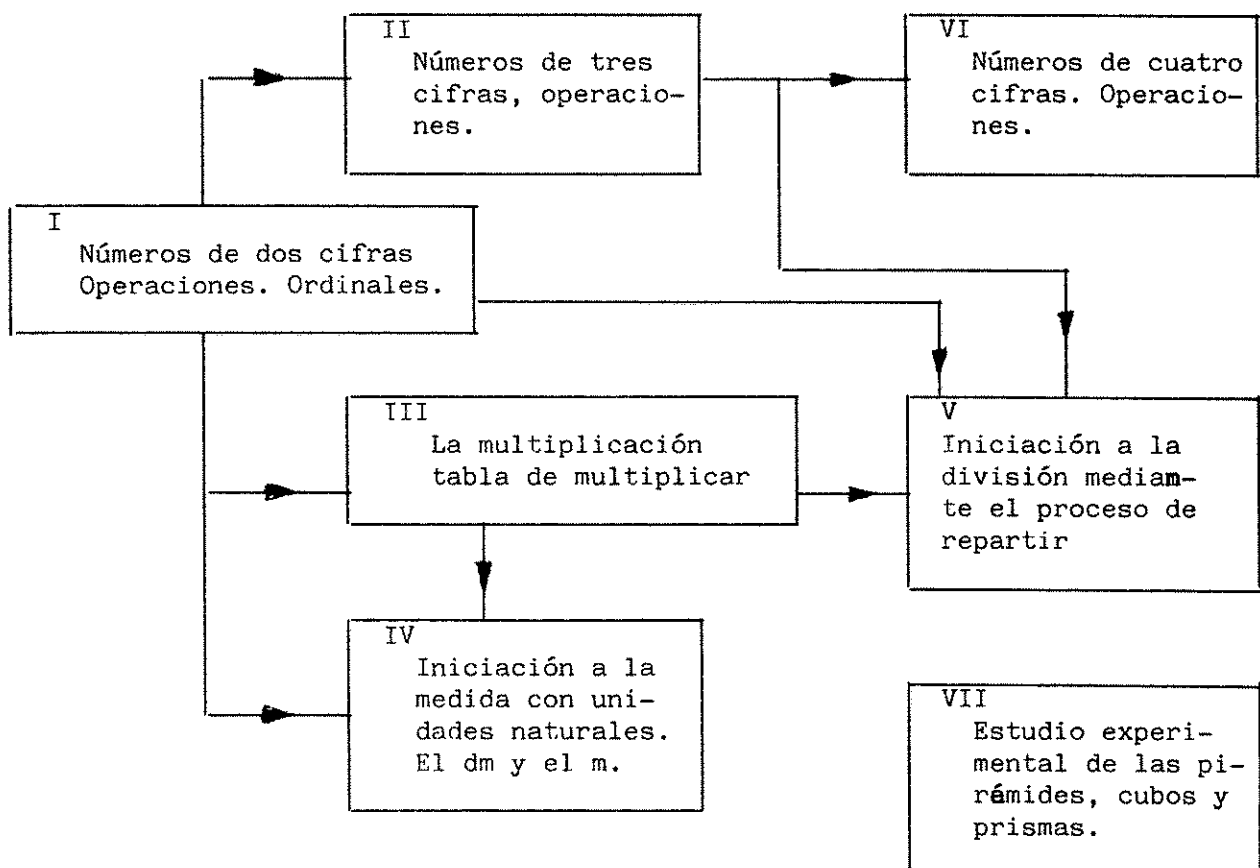 II
Números de tres
cifras, operacio-
nes.
VI
Números de cuatro
cifras. Operacio-
nes.
I
Números de dos cifras
Operaciones. Ordinales.
III
La multiplicación
tabla de multiplicar
V
Iniciación a la
división mediam-
te el proceso de
repartir
IV
Iniciación a la
medida con uni-
dades naturales.
El dm y el m.
VII
Estudio experi-
mental de las pi-
rémides, cubos y
prismas.